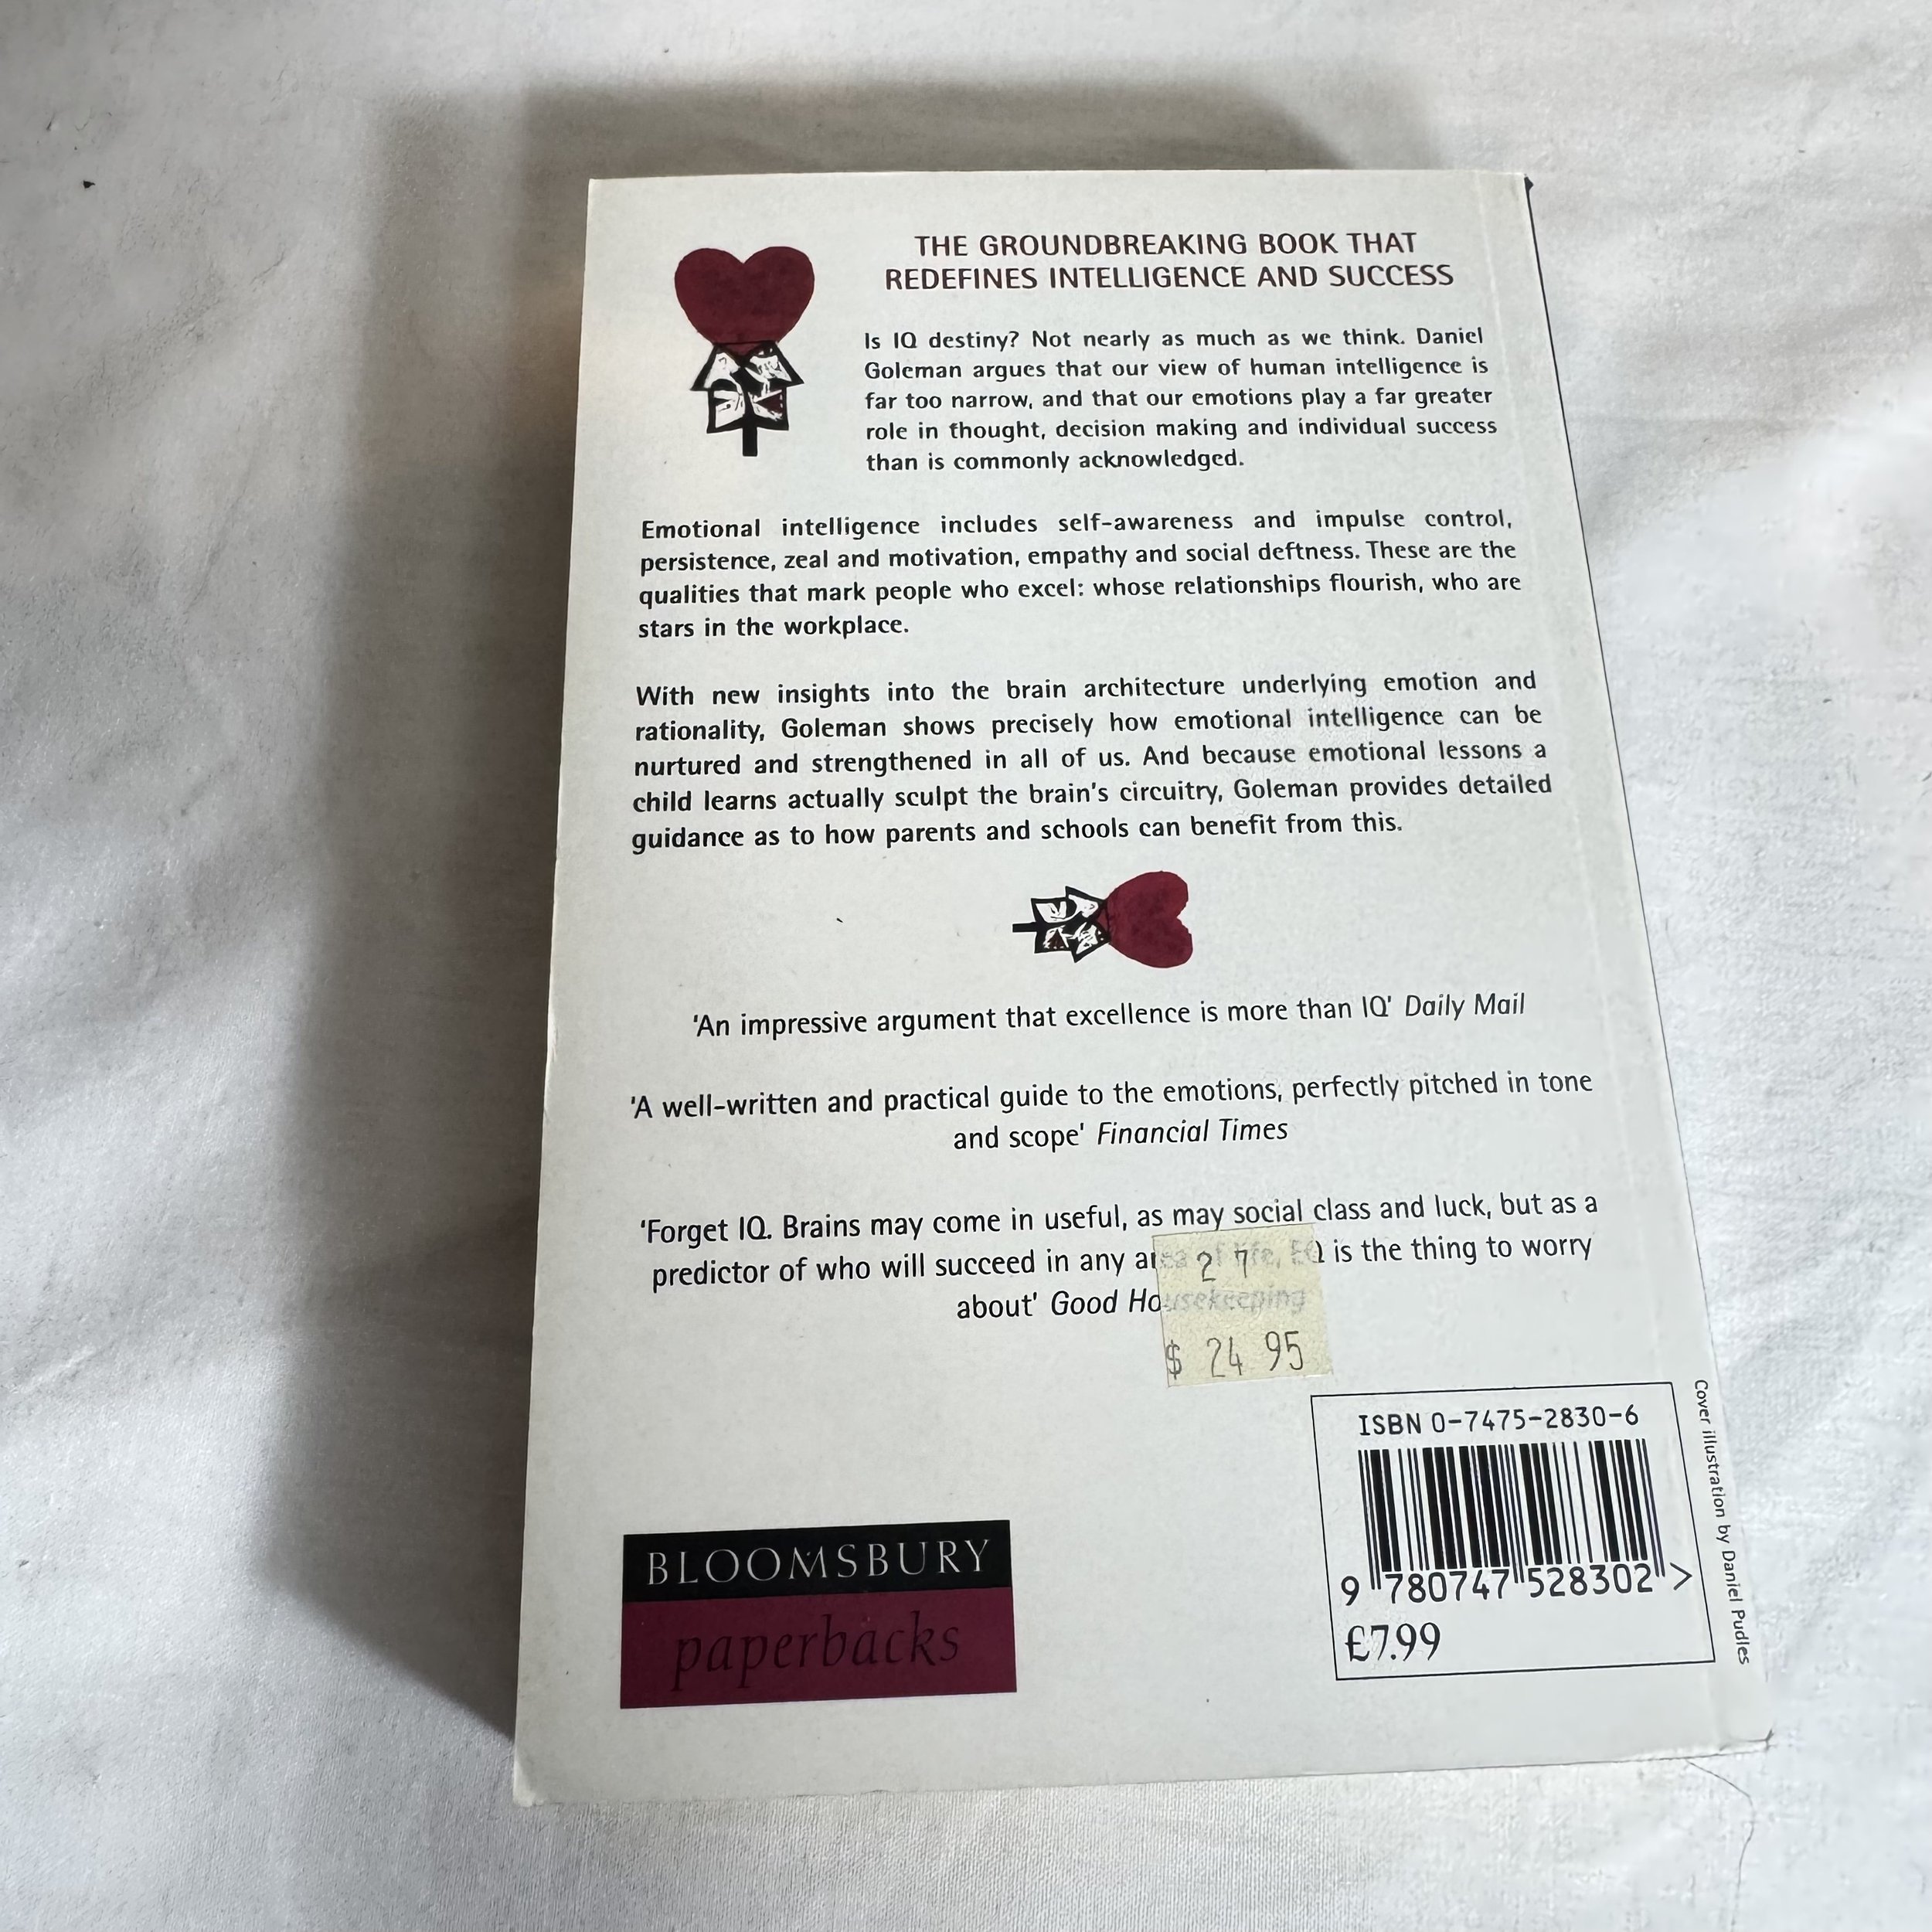 THE GROUNDBREAKING BOOK THAT
REDEFINES INTELLIGENCE AND SUCCESS
Is IQ destiny? Not nearly as much as we think. Daniel
Goleman argues that our view of human intelligence is
far too narrow, and that our emotions play a far greater
role in thought, decision making and individual success
than is commonly acknowledged.
Emotional intelligence includes self-awareness and impulse control,
persistence, zeal and motivation, empathy and social deftness. These are the
qualities that mark people who excel: whose relationships flourish, who are
stars in the workplace.
With new insights into the brain architecture underlying emotion and
rationality, Goleman shows precisely how emotional intelligence can be
nurtured and strengthened in all of us. And because emotional lessons a
child learns actually sculpt the brain's circuitry, Goleman provides detailed
guidance as to how parents and schools can benefit from this.
'An impressive argument that excellence is more than IQ' Daily Mail
'A well-written and practical guide to the emotions, perfectly pitched in tone
and scope' Financial Times
'Forget IQ. Brains may come in useful, as may social class and luck, but as a
predictor of who will succeed in any area of life, EQ is the thing to worry
about' Good Housekeeping
2 7
$ 24 95
ISBN 0-7475-2830-6
9 780747 528302 >
£7.99
Cover illustration by Daniel Pudles
BLOOMSBURY
paperbacks